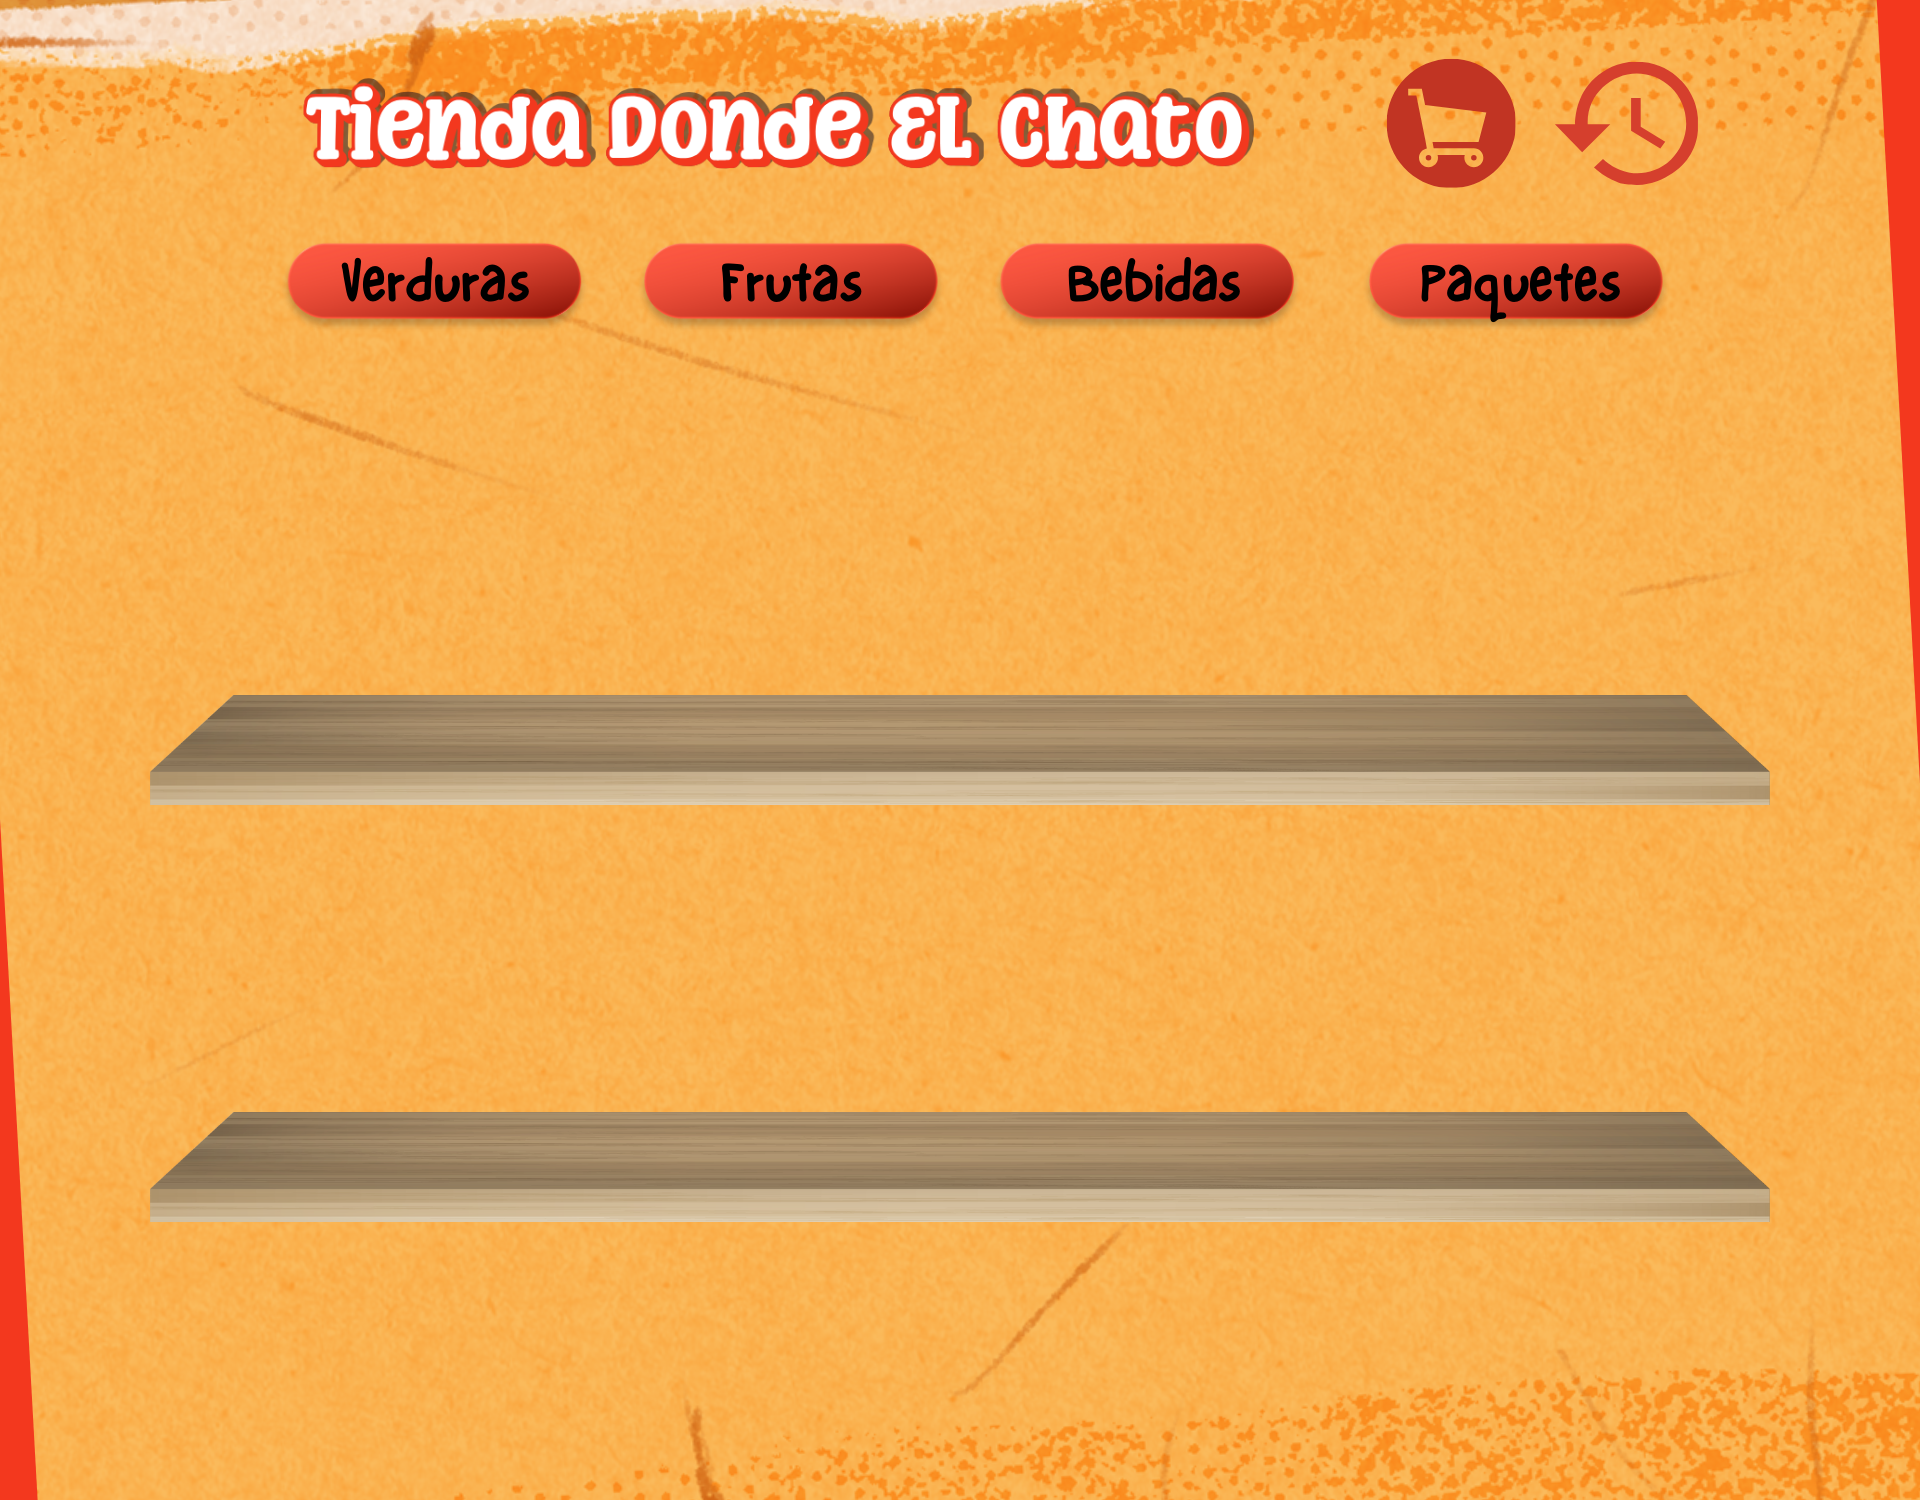 Tienda Donde El Chato
Verduras
Frutas
Bebidas
Paquetes